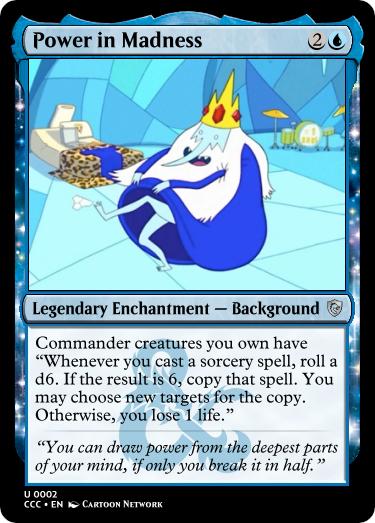 Power in Madness 2
Legendary Enchantment — Background
Commander creatures you own have
“Whenever you cast a sorcery spell, roll a
d6. If the result is 6, copy that spell. You
may choose new targets for the copy.
Otherwise, you lose 1 life.”
“You can draw power from the deepest parts
of your mind, if only you break it in half.”
U 0002
CCC • EN Cartoon Network